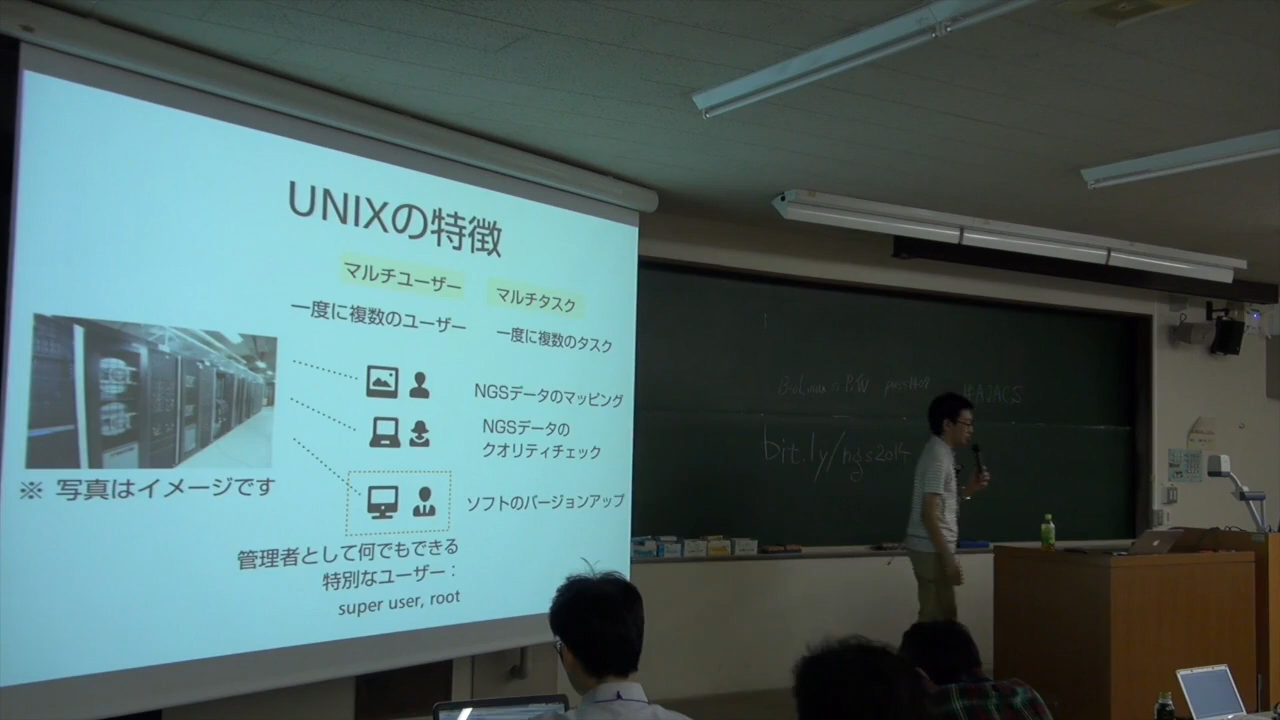 UNIXの特徴
マルチユーザー
マルチタスク
一度に複数のユーザー
一度に複数のタスク
NGSデータのマッピング
NGSデータの
クオリティチェック
ソフトのバージョンアップ
※ 写真はイメージです
管理者として何でもできる
特別なユーザー：
super user, root
#AJACS
bit.ly/ngs2014